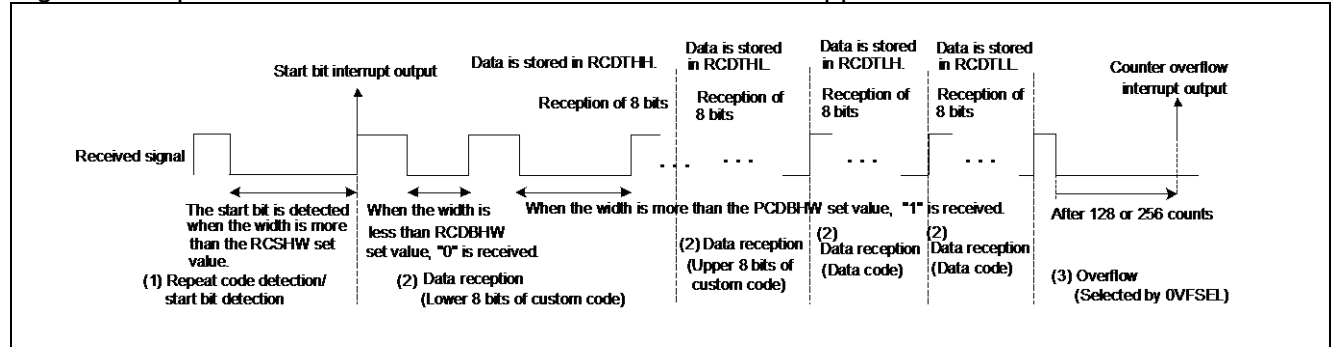 Start bit interrupt output
Data is stored in RCDTHH.
Data is stored
in RCDTHL.
Data is stored
in RCDTLH.
Data is stored
in RCDTLL.
Counter overflow
interrupt output
Reception of 8 bits
Reception of
8 bits
Reception of
8 bits
Reception of
8 bits
Received signal
The start bit is detected
when the width is more
than the RCSHW set
value.
When the width is
less than RCDBHW
set value, "0" is received.
When the width is more than the PCDBHW set value, "1" is received.
After 128 or 256 counts
(1) Repeat code detection/
start bit detection
(2) Data reception
(Lower 8 bits of custom code)
(2) Data reception
(Upper 8 bits of
custom code)
(2)
Data reception
(Data code)
(2)
Data reception
(Data code)
(3) Overflow
(Selected by 0VFSEL)